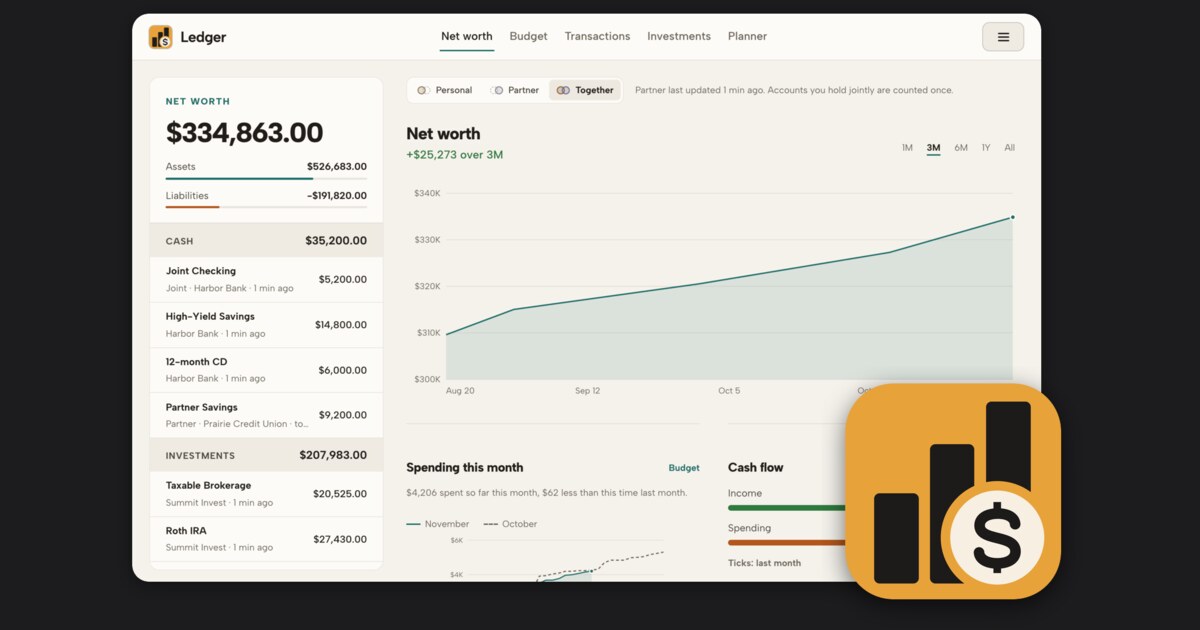 Ledger
Net worth Budget Transactions Investments Planner
NET WORTH
$334,863.00
Assets $526,683.00
Liabilities -$191,820.00
CASH $35,200.00
Joint Checking
Joint · Harbor Bank · 1 min ago
$5,200.00
High-Yield Savings
Harbor Bank · 1 min ago
$14,800.00
12-month CD
Harbor Bank · 1 min ago
$6,000.00
Partner Savings
Partner · Prairie Credit Union · to...
$9,200.00
INVESTMENTS $207,983.00
Taxable Brokerage
Summit Invest · 1 min ago
$20,525.00
Roth IRA
Summit Invest · 1 min ago
$27,430.00
Personal Partner Together
Partner last updated 1 min ago. Accounts you hold jointly are counted once.
Net worth
+$25,273 over 3M
1M 3M 6M 1Y All
$340K
$330K
$320K
$310K
$300K
Aug 20 Sep 12 Oct 5
Spending this month Budget
$4,206 spent so far this month, $62 less than this time last month.
November October
$6K
$4K
Cash flow
Income
Spending
Ticks: last month
$